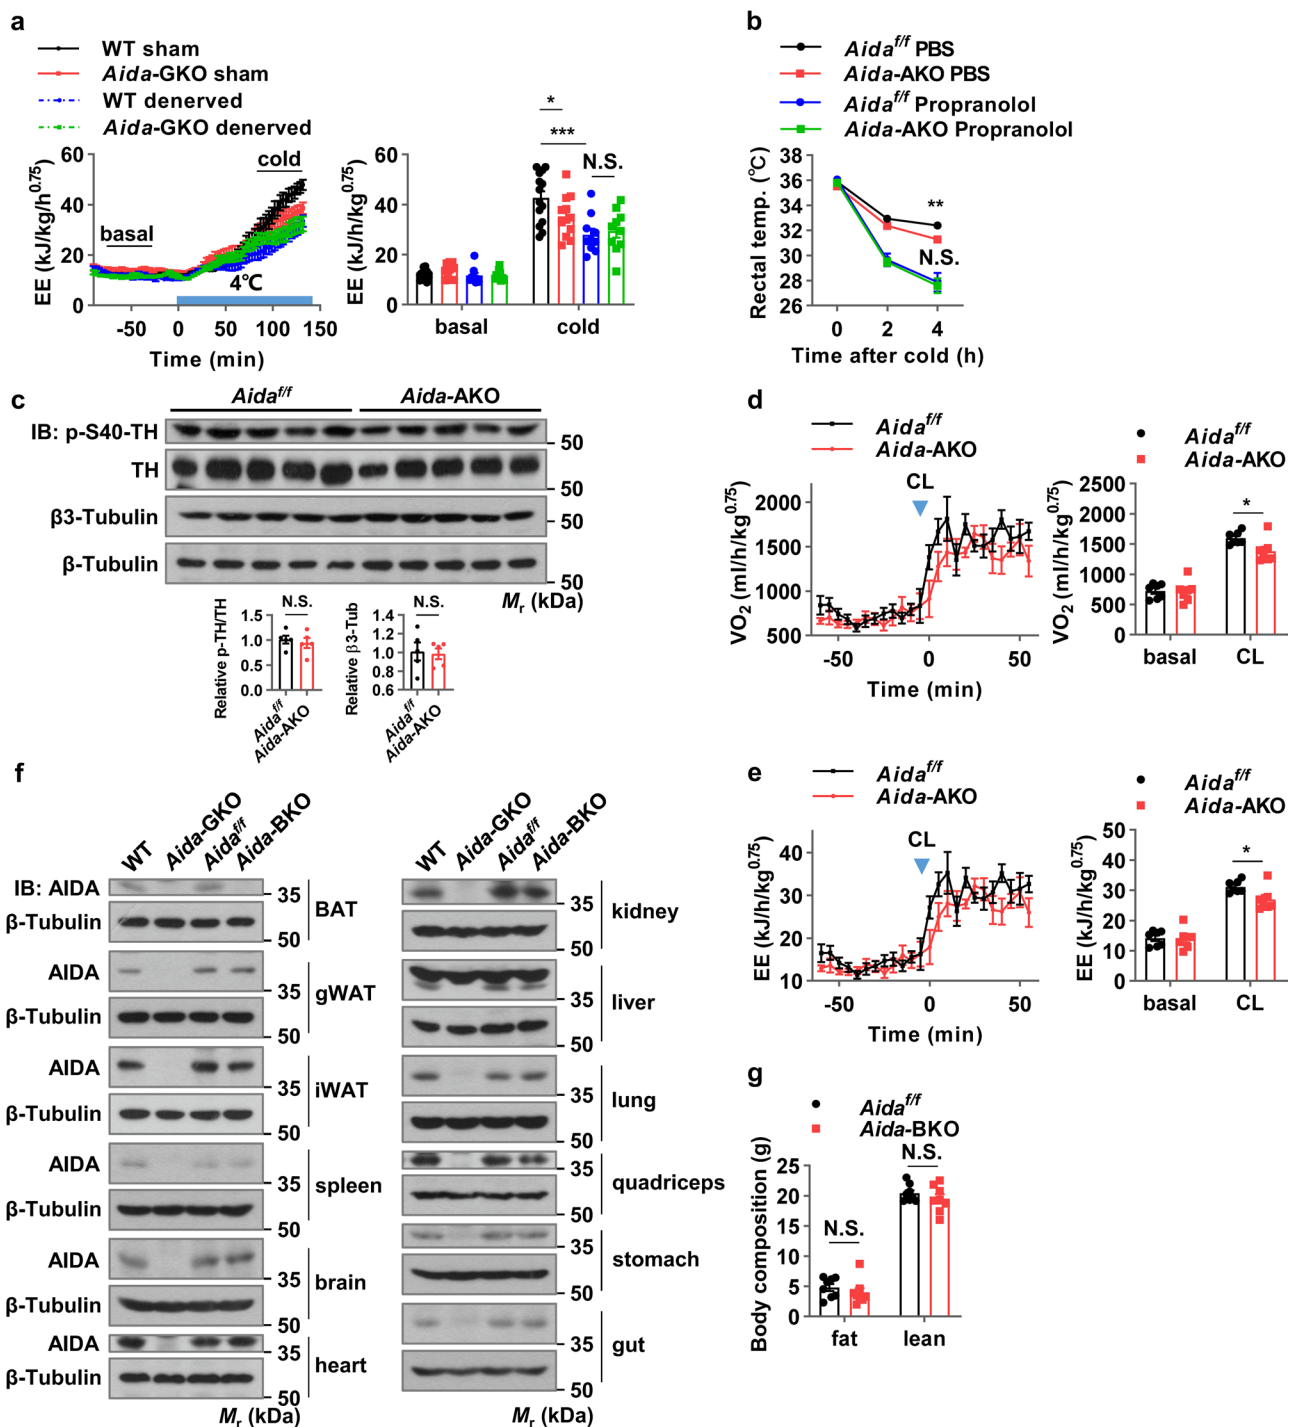 a
WT sham
Aida-GKO sham
WT denerved
Aida-GKO denerved
EE (kJ/kg/h^0.75)
60
40
20
0
basal
cold
4℃
-50 0 50 100 150
Time (min)
EE (kJ/h/kg^0.75)
60
40
20
0
*
***
N.S.
basal cold
b
Aida^f/f PBS
Aida-AKO PBS
Aida^f/f Propranolol
Aida-AKO Propranolol
Rectal temp. (℃)
38
36
34
32
30
28
26
**
N.S.
0 2 4
Time after cold (h)
c
Aida^f/f Aida-AKO
IB: p-S40-TH
50
TH
50
β3-Tubulin
50
β-Tubulin
50
Mr (kDa)
Relative p-TH/TH
1.5
1.0
0.5
0.0
N.S.
Aida^f/f
Aida-AKO
Relative β3-Tub
1.4
1.2
1.0
0.8
0.6
N.S.
Aida^f/f
Aida-AKO
d
Aida^f/f
Aida-AKO
CL
VO2 (ml/h/kg^0.75)
2000
1500
1000
500
-50 0 50
Time (min)
Aida^f/f
Aida-AKO
VO2 (ml/h/kg^0.75)
2500
2000
1500
1000
500
0
*
basal CL
e
Aida^f/f
Aida-AKO
CL
EE (kJ/h/kg^0.75)
40
30
20
10
-50 0 50
Time (min)
Aida^f/f
Aida-AKO
EE (kJ/h/kg^0.75)
50
40
30
20
10
0
*
basal CL
f
WT Aida-GKO Aida^f/f Aida-BKO
IB: AIDA 35
β-Tubulin 50
BAT
AIDA 35
β-Tubulin 50
gWAT
AIDA 35
β-Tubulin 50
iWAT
AIDA 35
β-Tubulin 50
spleen
AIDA 35
β-Tubulin 50
brain
AIDA 35
β-Tubulin 50
heart
Mr (kDa)
WT Aida-GKO Aida^f/f Aida-BKO
35
50
kidney
35
50
liver
35
50
lung
35
50
quadriceps
35
50
stomach
35
50
gut
Mr (kDa)
g
Aida^f/f
Aida-BKO
Body composition (g)
25
20
15
10
5
0
N.S.
N.S.
fat lean